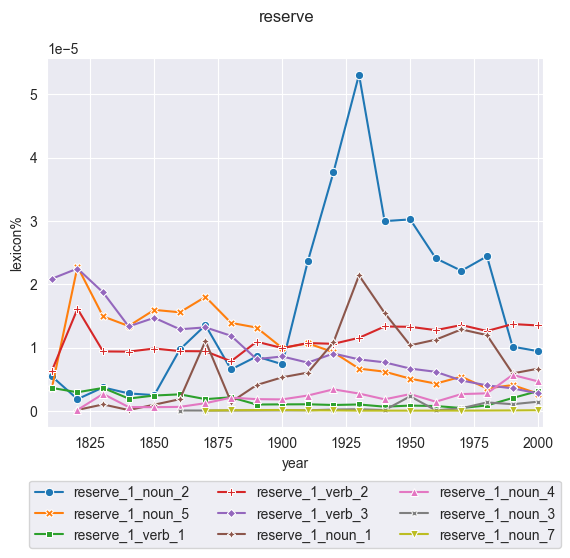 reserve
1e−5
5
4
3
2
1
0
lexicon%
1825 1850 1875 1900 1925 1950 1975 2000
year
reserve_1_noun_2 reserve_1_verb_2 reserve_1_noun_4
reserve_1_noun_5 reserve_1_verb_3 reserve_1_noun_3
reserve_1_verb_1 reserve_1_noun_1 reserve_1_noun_7